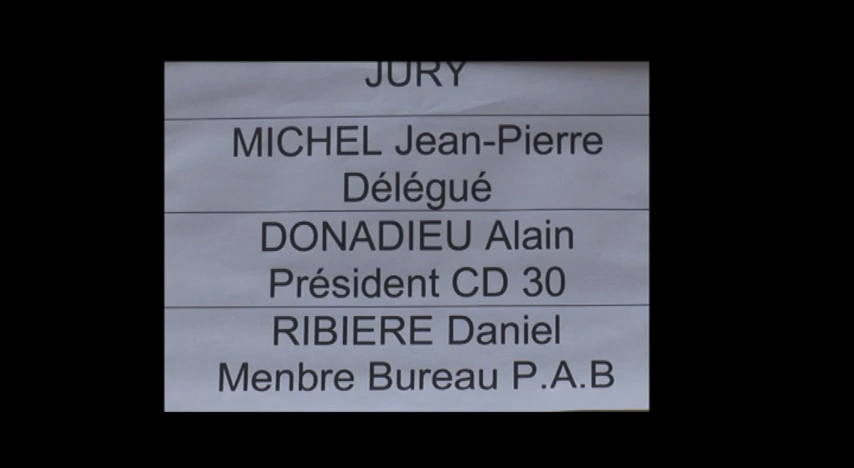 JURY
MICHEL Jean-Pierre
Délégué
DONADIEU Alain
Président CD 30
RIBIERE Daniel
Menbre Bureau P.A.B